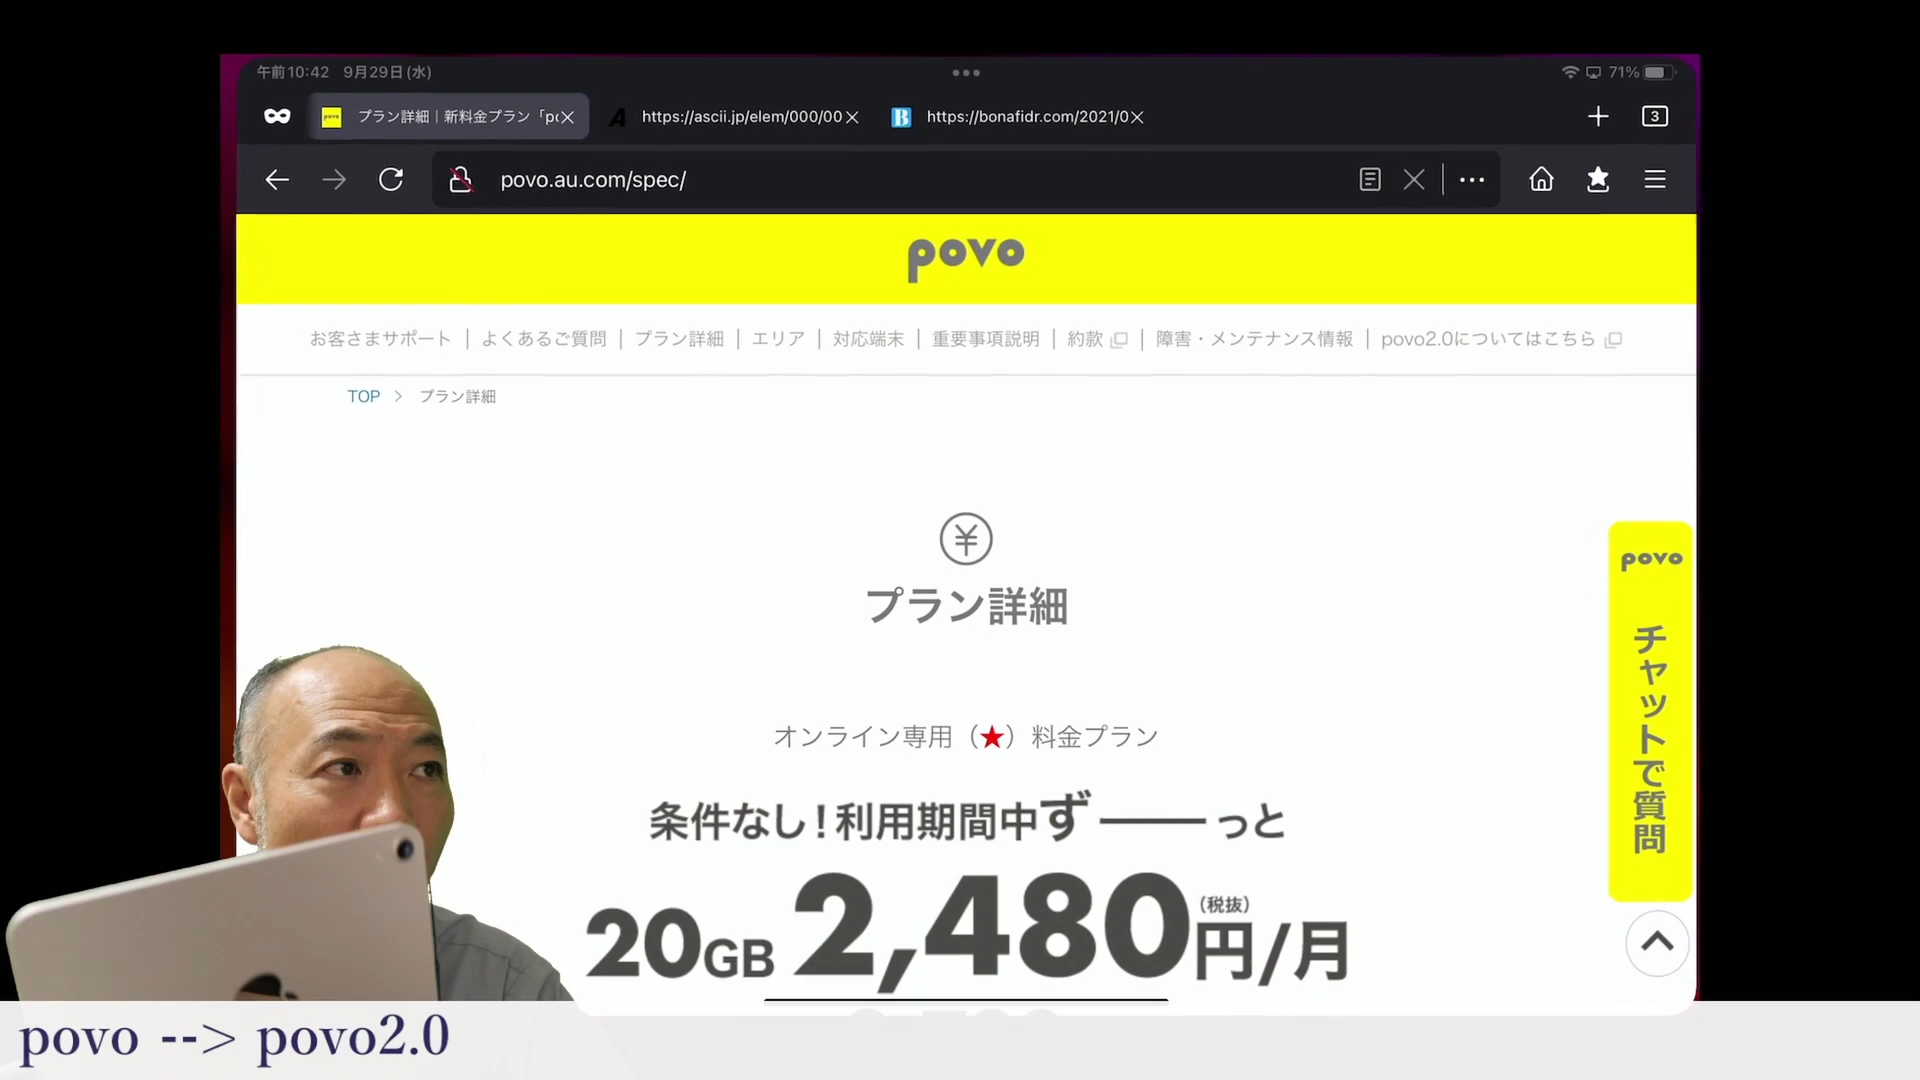 午前10:42 9月29日(水)
71%
プラン詳細｜新料金プラン「po
https://ascii.jp/elem/000/00
https://bonafidr.com/2021/0
3
povo.au.com/spec/
povo
お客さまサポート | よくあるご質問 | プラン詳細 | エリア | 対応端末 | 重要事項説明 | 約款 | 障害・メンテナンス情報 | povo2.0についてはこちら
TOP > プラン詳細
¥
プラン詳細
オンライン専用（★）料金プラン
条件なし！利用期間中ず――っと
20GB 2,480円/月
(税抜)
povo
チャットで質問
povo --> povo2.0